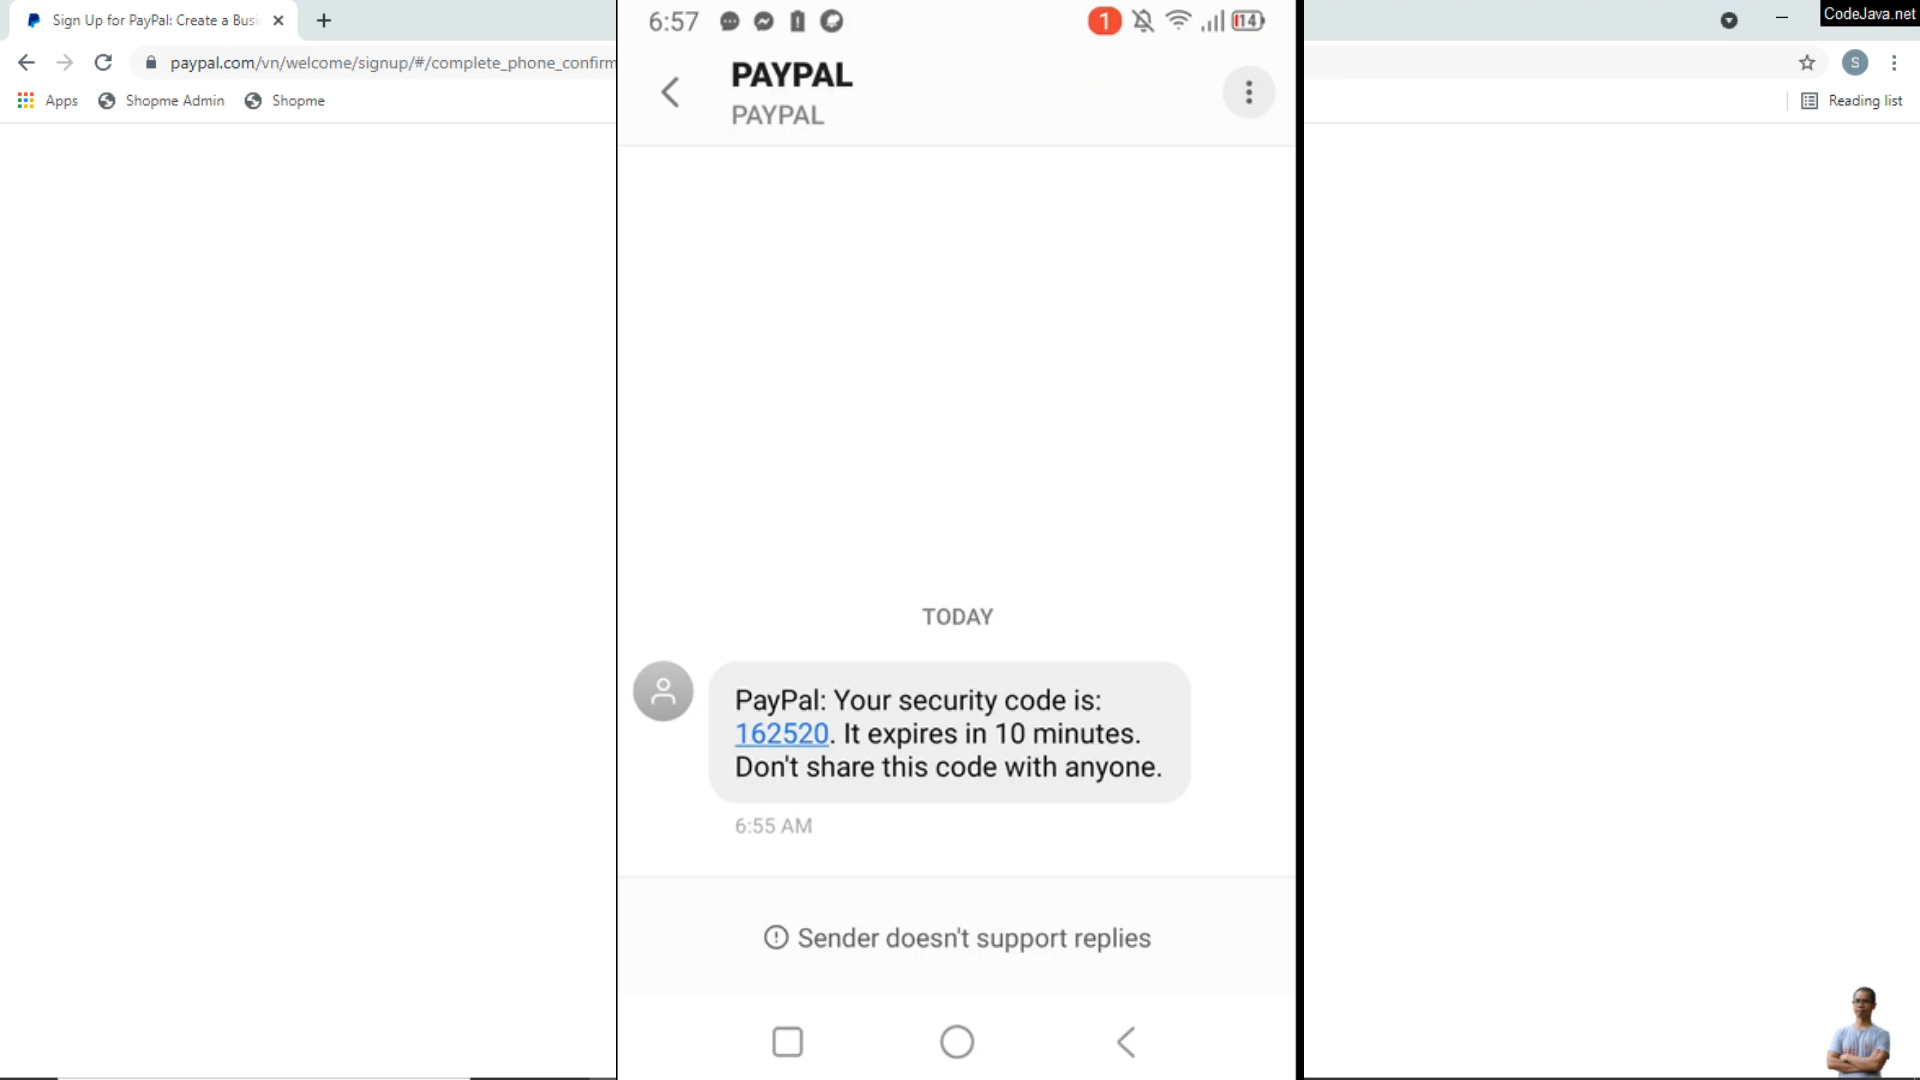 Sign Up for PayPal: Create a Busi
CodeJava.net
paypal.com/vn/welcome/signup/#/complete_phone_confirm
S
Apps
Shopme Admin
Shopme
Reading list
6:57
1
14
PAYPAL
PAYPAL
TODAY
PayPal: Your security code is:
162520. It expires in 10 minutes.
Don't share this code with anyone.
6:55 AM
Sender doesn't support replies